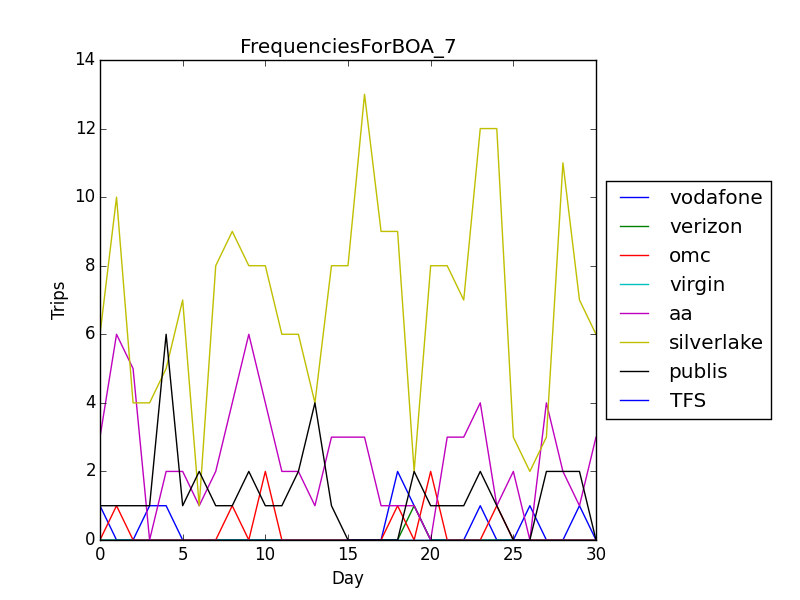 FrequenciesForBOA_7
14
12
10
8
6
4
2
0
Trips
0 5 10 15 20 25 30
Day
vodafone
verizon
omc
virgin
aa
silverlake
publis
TFS